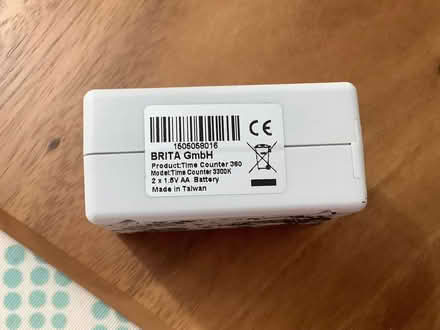 1505059016
BRITA GmbH
Product:Time Counter 360
Model:Time Counter 3300K
2 x 1.5V AA Battery
Made in Taiwan
CE